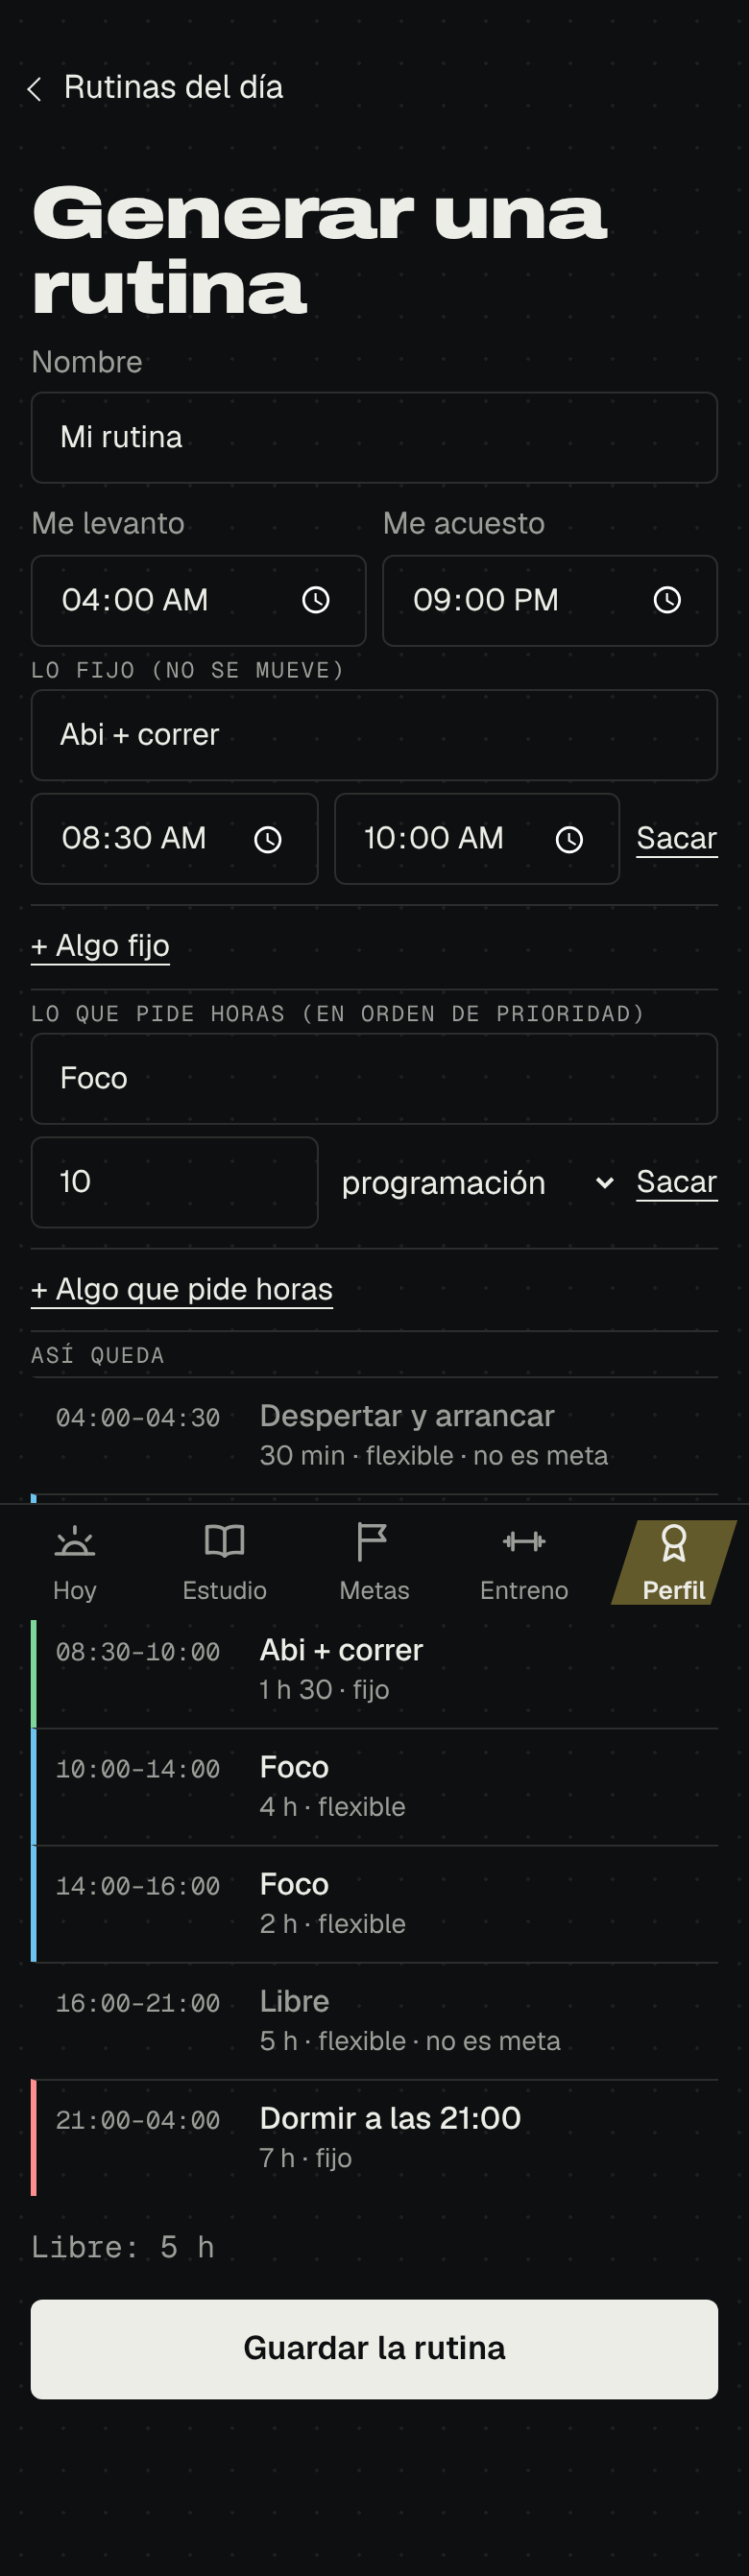 Rutinas del día
Generar una
rutina
Nombre
Mi rutina
Me levanto
Me acuesto
04:00 AM
09:00 PM
LO FIJO (NO SE MUEVE)
Abi + correr
08:30 AM
10:00 AM
Sacar
+ Algo fijo
LO QUE PIDE HORAS (EN ORDEN DE PRIORIDAD)
Foco
10
programación
Sacar
+ Algo que pide horas
ASÍ QUEDA
04:00–04:30
Despertar y arrancar
30 min · flexible · no es meta
Hoy
Estudio
Metas
Entreno
Perfil
08:30–10:00
Abi + correr
1 h 30 · fijo
10:00–14:00
Foco
4 h · flexible
14:00–16:00
Foco
2 h · flexible
16:00–21:00
Libre
5 h · flexible · no es meta
21:00–04:00
Dormir a las 21:00
7 h · fijo
Libre: 5 h
Guardar la rutina